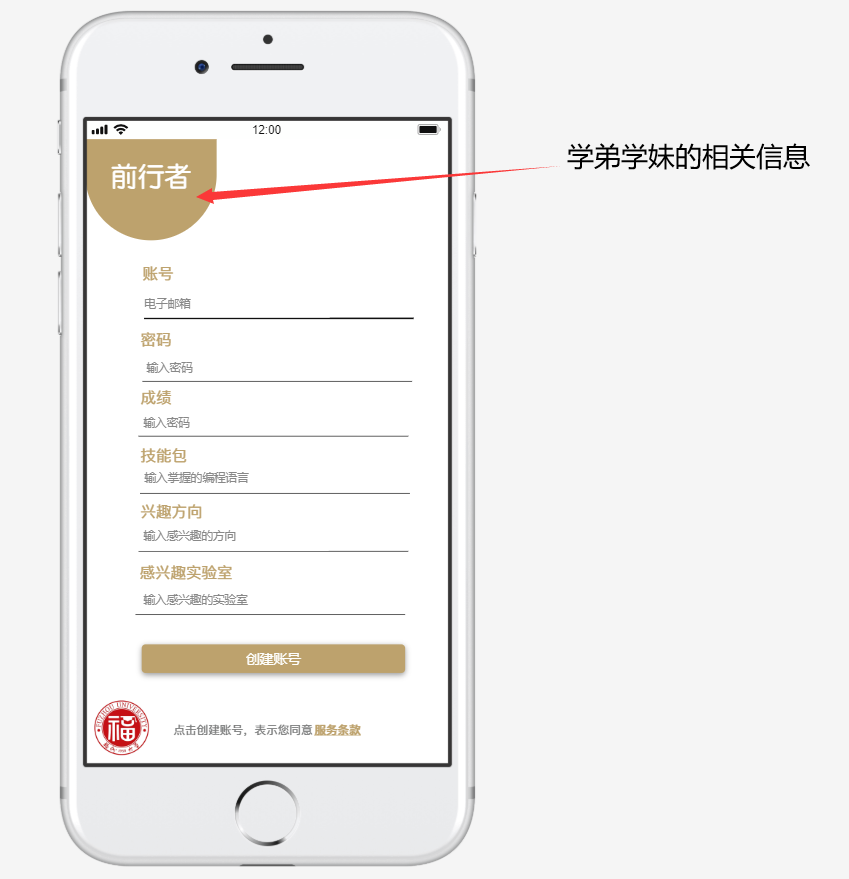 12:00
前行者
学弟学妹的相关信息
账号
电子邮箱
密码
输入密码
成绩
输入密码
技能包
输入掌握的编程语言
兴趣方向
输入感兴趣的方向
感兴趣实验室
输入感兴趣的实验室
创建账号
FUZHOU UNIVERSITY
福
点击创建账号，表示您同意 服务条款